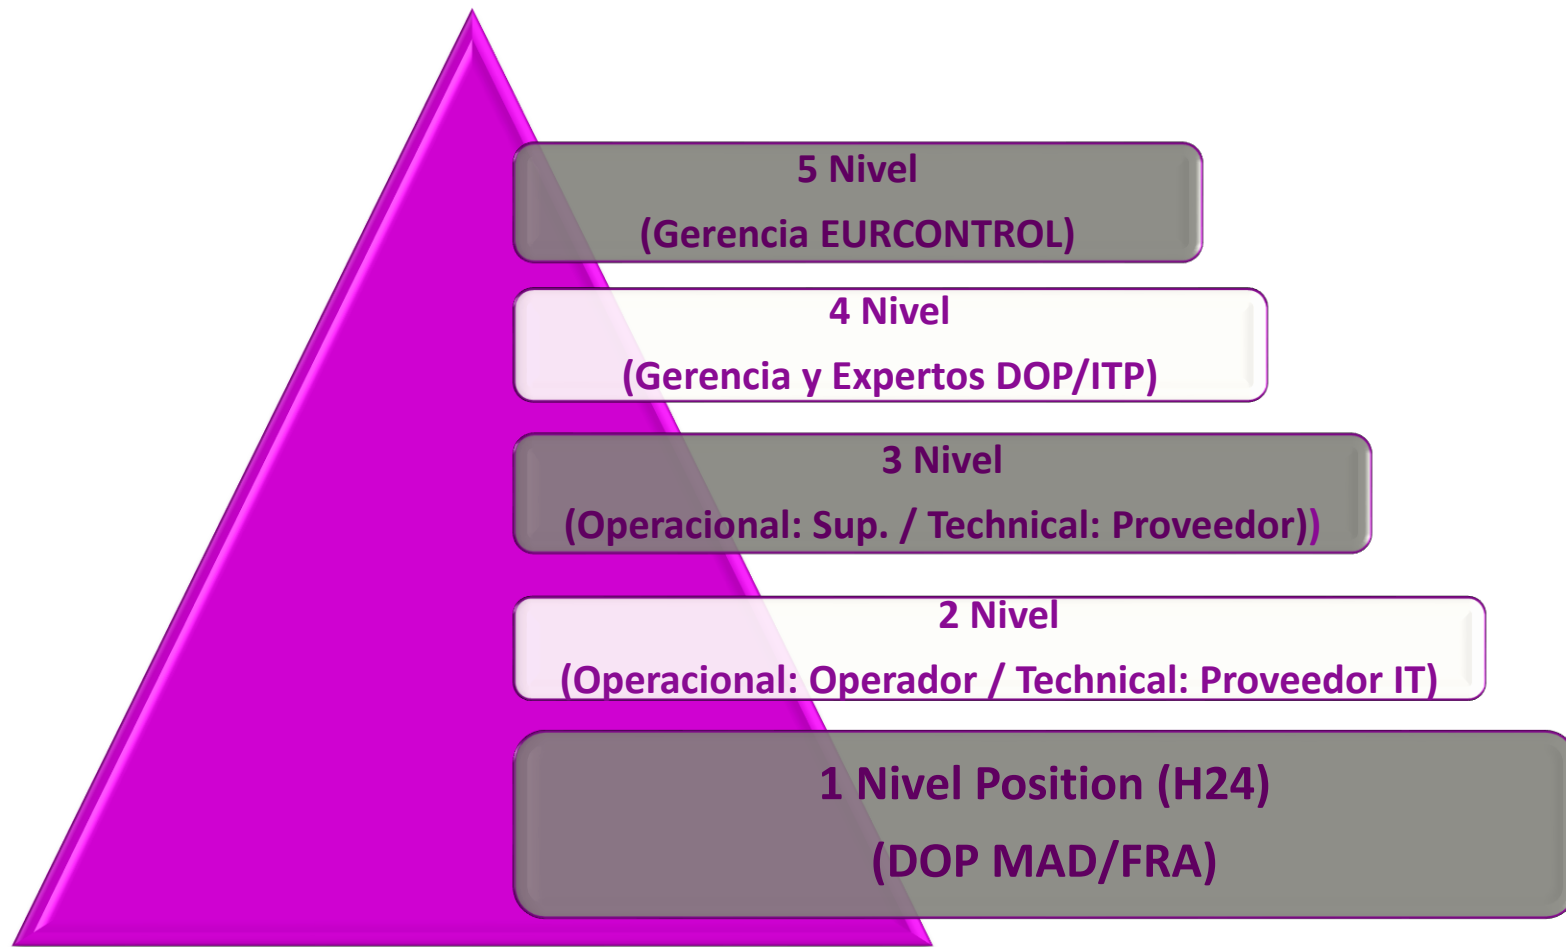 5 Nivel
(Gerencia EURCONTROL)
4 Nivel
(Gerencia y Expertos DOP/ITP)
3 Nivel
(Operacional: Sup. / Technical: Proveedor))
2 Nivel
(Operacional: Operador / Technical: Proveedor IT)
1 Nivel Position (H24)
(DOP MAD/FRA)